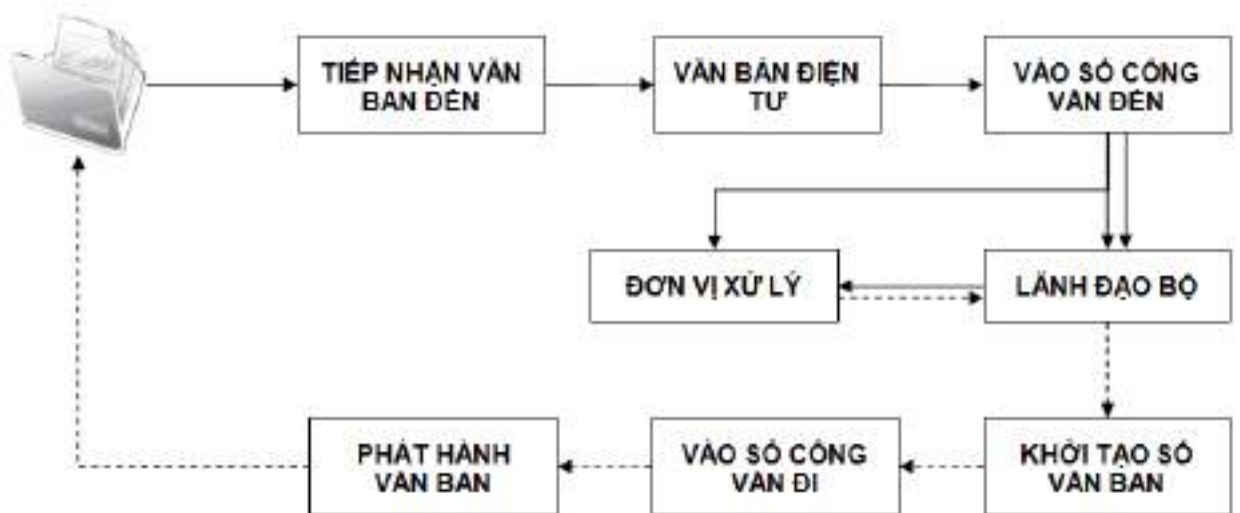 TIẾP NHẬN VĂN
BẢN ĐẾN
VĂN BẢN ĐIỆN
TỬ
VÀO SỔ CÔNG
VĂN ĐẾN
ĐƠN VỊ XỬ LÝ
LÃNH ĐẠO BỘ
PHÁT HÀNH
VĂN BẢN
VÀO SỔ CÔNG
VĂN ĐI
KHỞI TẠO SỐ
VĂN BẢN